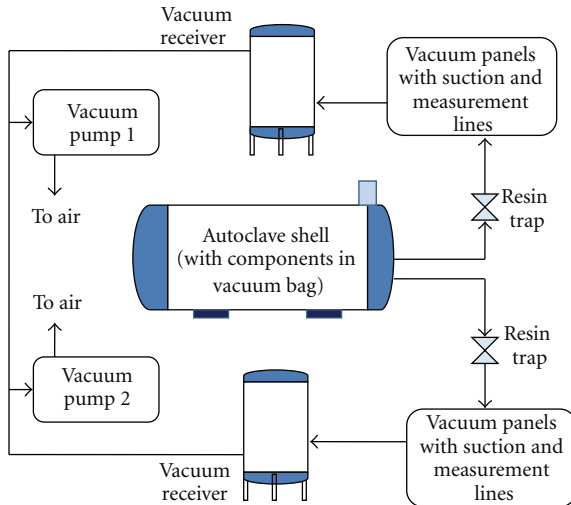 Vacuum
receiver
Vacuum panels
with suction and
measurement
lines
Vacuum
pump 1
To air
Resin
trap
Autoclave shell
(with components in
vacuum bag)
To air
Resin
trap
Vacuum
pump 2
Vacuum panels
with suction and
measurement
lines
Vacuum
receiver